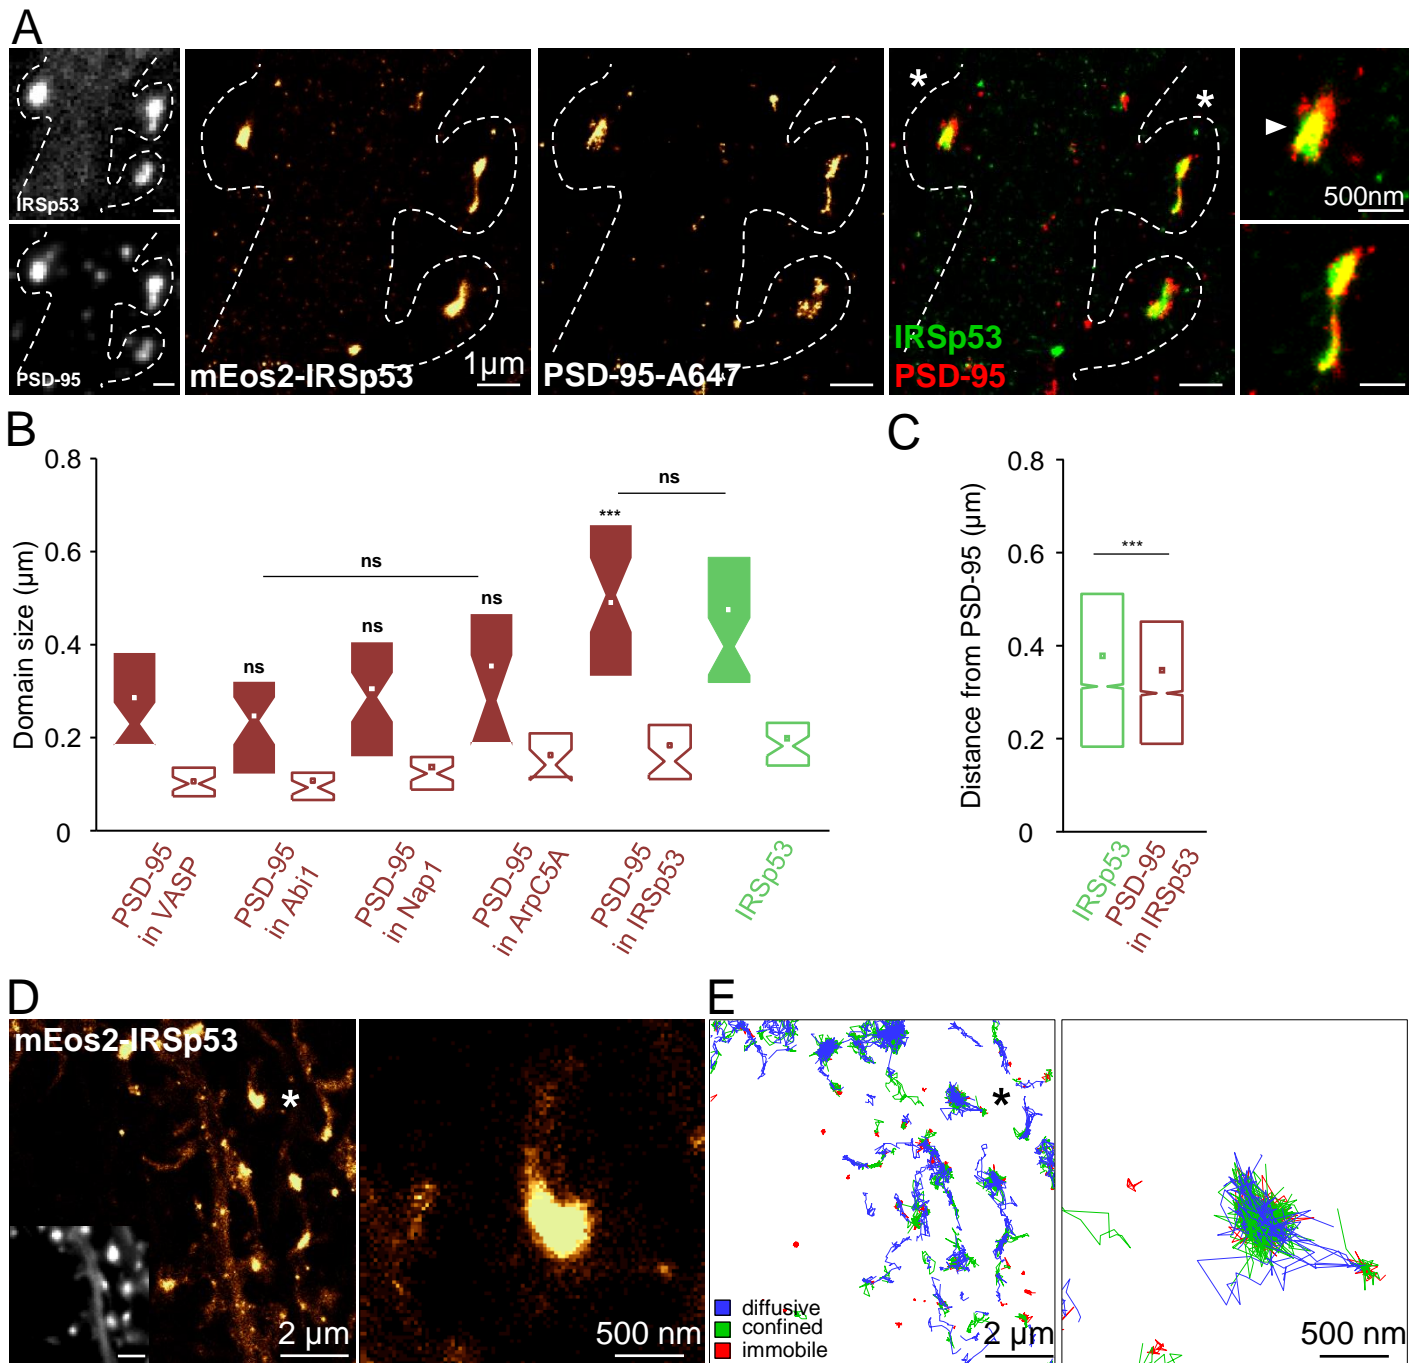 A
IRSp53
PSD-95
mEos2-IRSp53
1µm
PSD-95-A647
*
*
IRSp53
PSD-95
500nm
B
Domain size (µm)
0.8
0.6
0.4
0.2
0
ns
ns
ns
ns
***
ns
PSD-95
in VASP
PSD-95
in Abi1
PSD-95
in Nap1
PSD-95
in ArpC5A
PSD-95
in IRSp53
IRSp53
C
Distance from PSD-95 (µm)
0.8
0.6
0.4
0.2
0
***
IRSp53
PSD-95
in IRSp53
D
mEos2-IRSp53
*
2 µm
500 nm
E
*
diffusive
confined
immobile
2 µm
500 nm